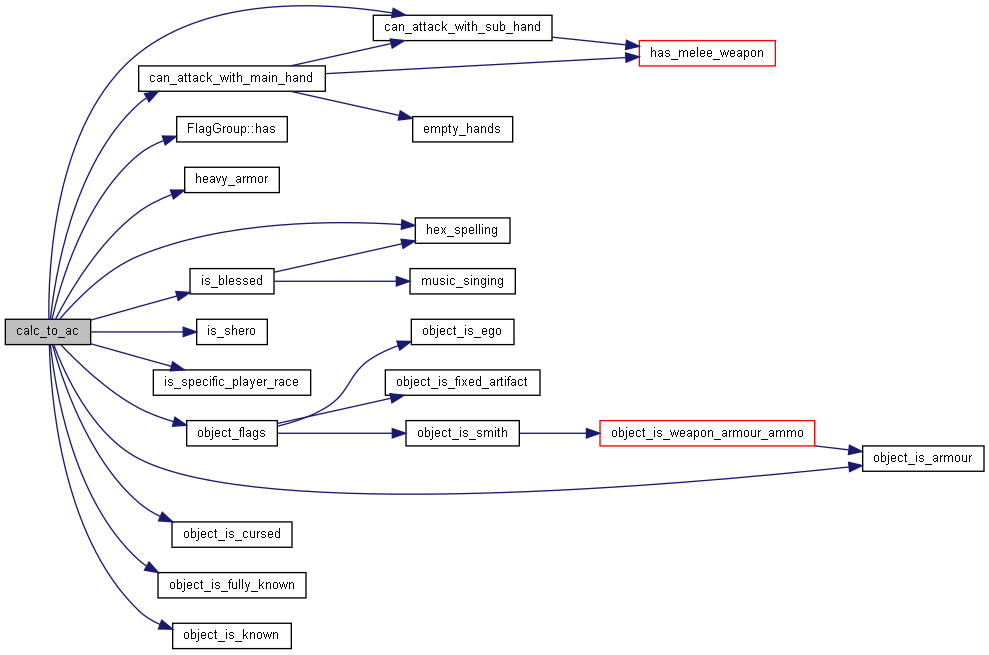 can_attack_with_sub_hand
has_melee_weapon
can_attack_with_main_hand
empty_hands
FlagGroup::has
heavy_armor
hex_spelling
is_blessed
music_singing
calc_to_ac
is_shero
object_is_ego
is_specific_player_race
object_is_fixed_artifact
object_flags
object_is_smith
object_is_weapon_armour_ammo
object_is_armour
object_is_cursed
object_is_fully_known
object_is_known